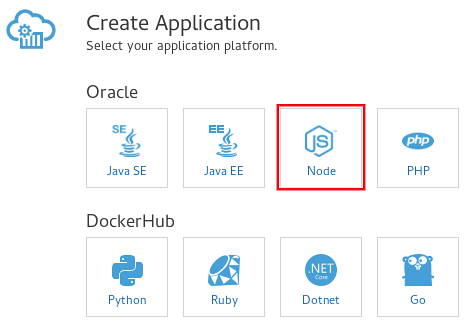 Create Application
Select your application platform.
Oracle
SE
EE
JS
php
Java SE
Java EE
Node
PHP
DockerHub
.NET
Core
Python
Ruby
Dotnet
Go